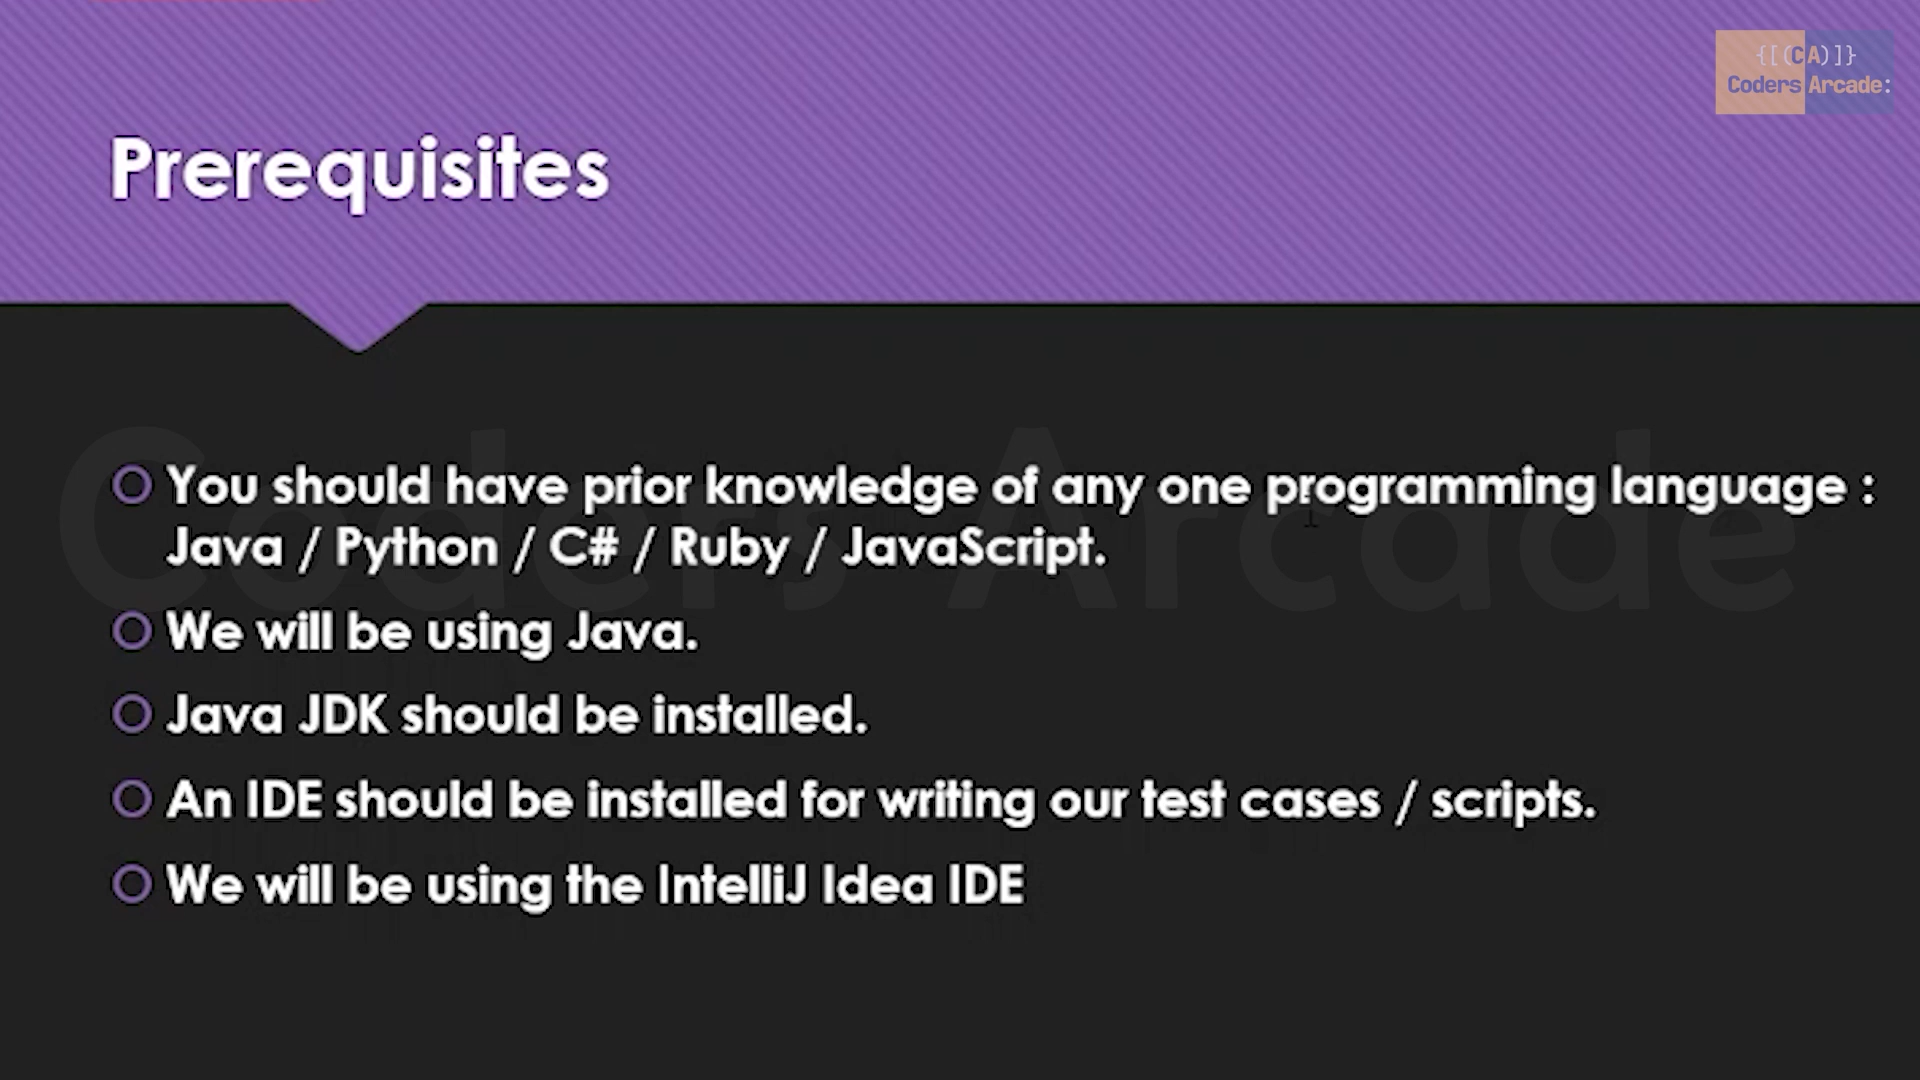 {[(CA)]}
Coders Arcade:
Prerequisites
You should have prior knowledge of any one programming language :
Java / Python / C# / Ruby / JavaScript.
We will be using Java.
Java JDK should be installed.
An IDE should be installed for writing our test cases / scripts.
We will be using the IntelliJ Idea IDE
Coders Arcade